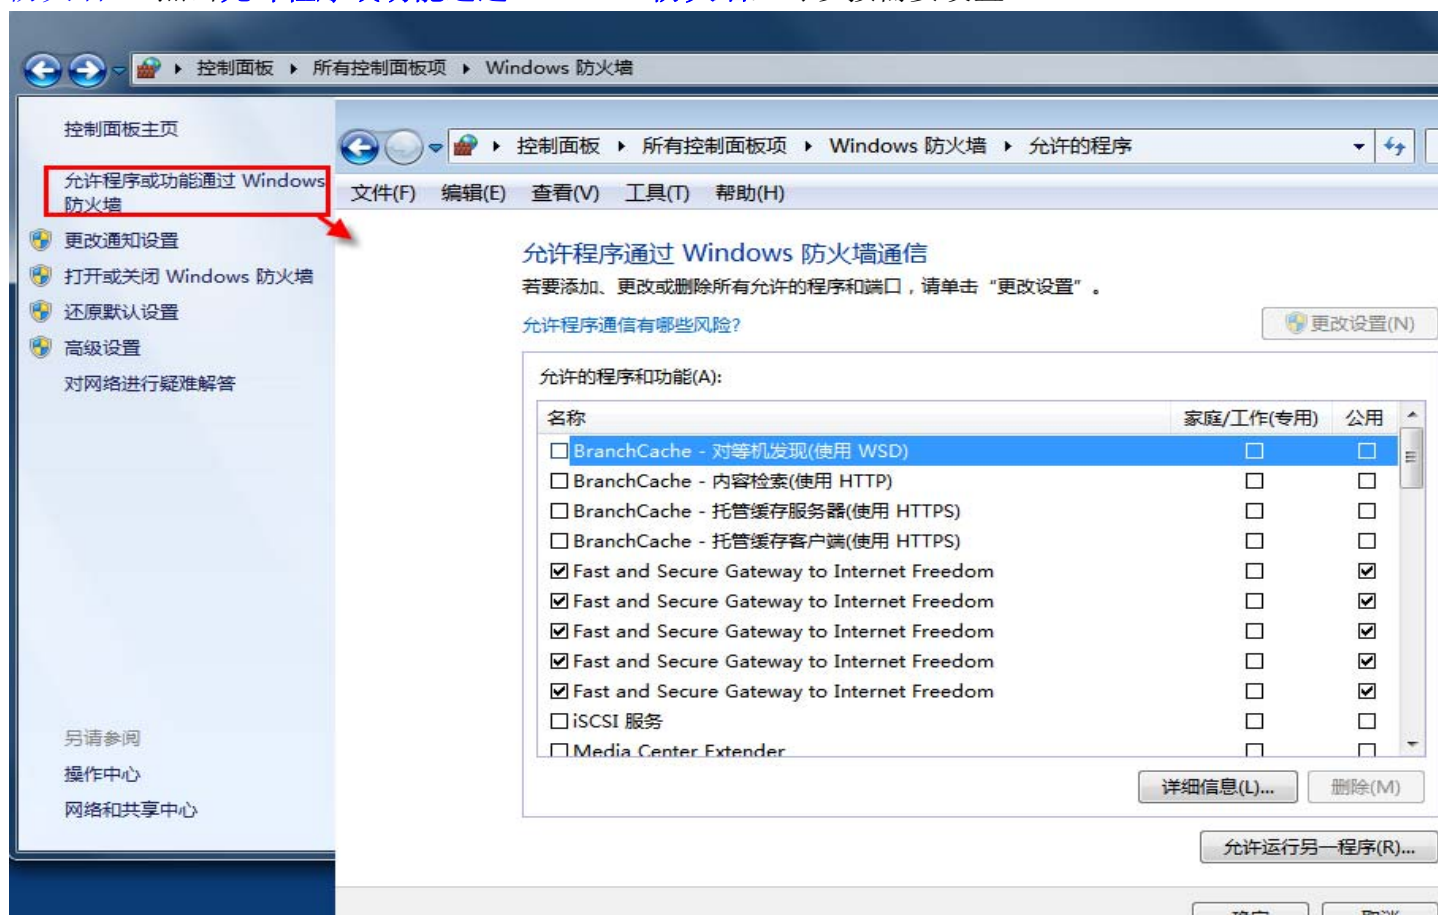 控制面板 ▸ 所有控制面板项 ▸ Windows 防火墙
控制面板主页
允许程序或功能通过 Windows
防火墙
更改通知设置
打开或关闭 Windows 防火墙
还原默认设置
高级设置
对网络进行疑难解答
另请参阅
操作中心
网络和共享中心
控制面板 ▸ 所有控制面板项 ▸ Windows 防火墙 ▸ 允许的程序
文件(F) 编辑(E) 查看(V) 工具(T) 帮助(H)
允许程序通过 Windows 防火墙通信
若要添加、更改或删除所有允许的程序和端口，请单击“更改设置”。
允许程序通信有哪些风险?
更改设置(N)
允许的程序和功能(A):
名称 家庭/工作(专用) 公用
BranchCache - 对等机发现(使用 WSD)
BranchCache - 内容检索(使用 HTTP)
BranchCache - 托管缓存服务器(使用 HTTPS)
BranchCache - 托管缓存客户端(使用 HTTPS)
Fast and Secure Gateway to Internet Freedom
Fast and Secure Gateway to Internet Freedom
Fast and Secure Gateway to Internet Freedom
Fast and Secure Gateway to Internet Freedom
Fast and Secure Gateway to Internet Freedom
iSCSI 服务
Media Center Extender
详细信息(L)... 删除(M)
允许运行另一程序(R)...